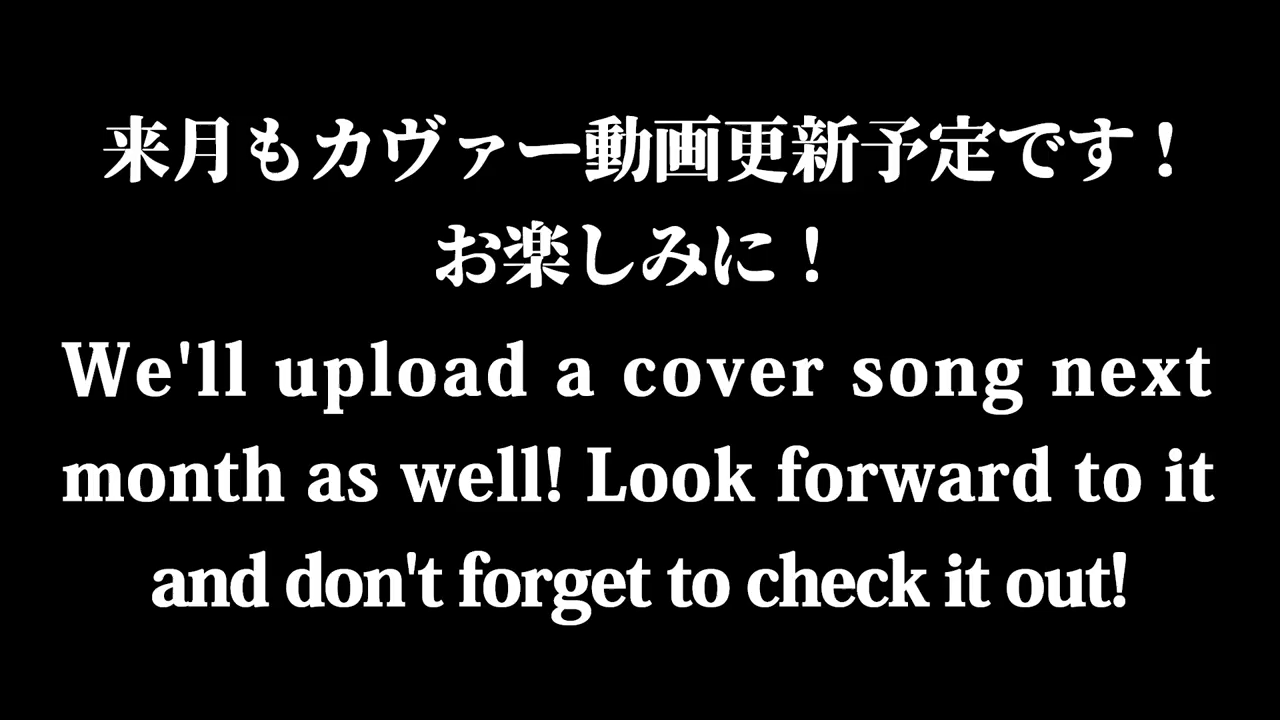 来月もカヴァー動画更新予定です！
お楽しみに！
We'll upload a cover song next
month as well! Look forward to it
and don't forget to check it out!